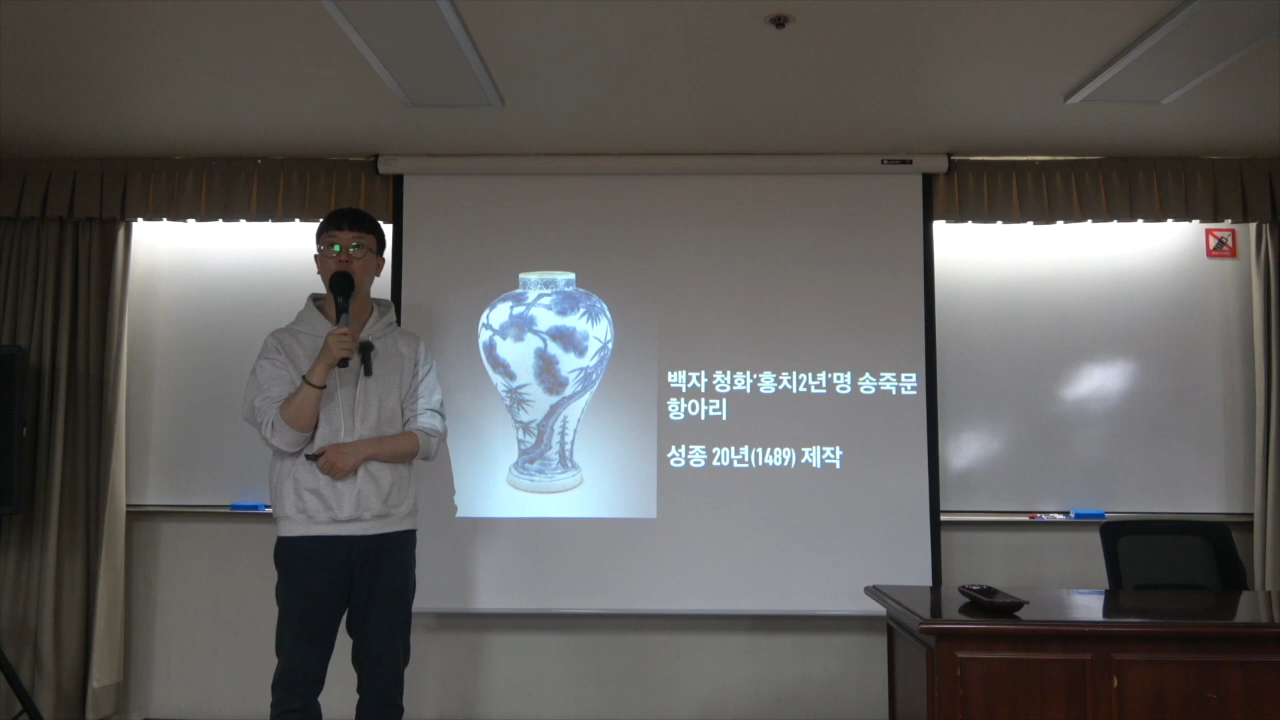 백자 청화‘홍치2년’명 송죽문
항아리
성종 20년(1489) 제작